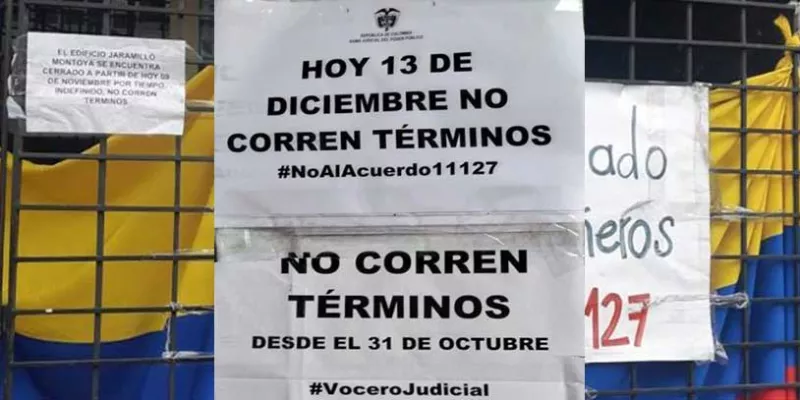 EL EDIFICIO JARAMILLO
MONTOYA SE ENCUENTRA
CERRADO A PARTIR DE HOY 09
DE NOVIEMBRE POR TIEMPO
INDEFINIDO, NO CORREN
TERMINOS
REPÚBLICA DE COLOMBIA
RAMA JUDICIAL DEL PODER PÚBLICO
HOY 13 DE
DICIEMBRE NO
CORREN TÉRMINOS
#NoAlAcuerdo11127
NO CORREN
TÉRMINOS
DESDE EL 31 DE OCTUBRE
#VoceroJudicial
ado
ieros
127